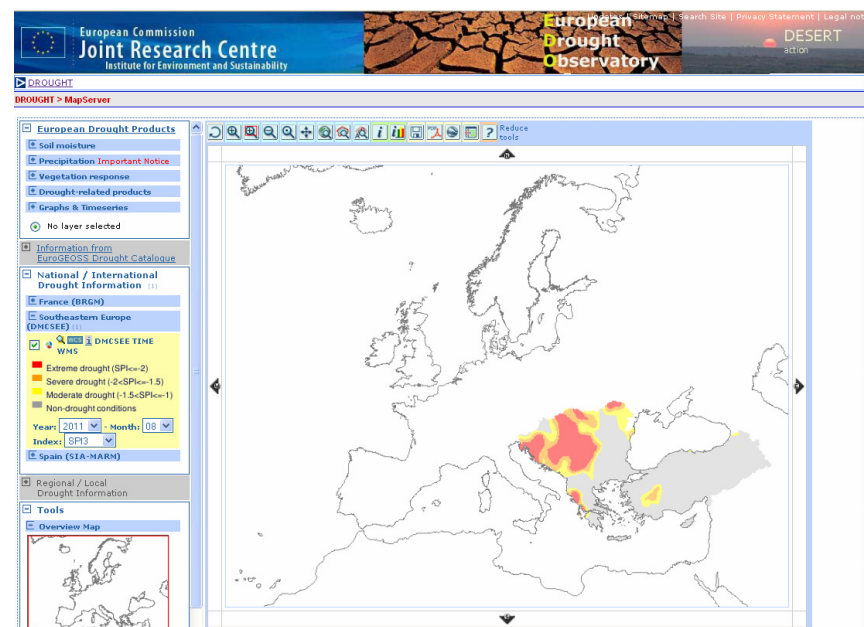 European Commission
Joint Research Centre
Institute for Environment and Sustainability
European
Drought
Observatory
Updates | Sitemap | Search Site | Privacy Statement | Legal not
DESERT
action
DROUGHT
DROUGHT > MapServer
European Drought Products
Soil moisture
Precipitation Important Notice
Vegetation response
Drought-related products
Graphs & Timeseries
No layer selected
Information from
EuroGEOSS Drought Catalogue
National / International
Drought Information (1)
France (BRGM)
Southeastern Europe
(DMCSEE) (1)
WCS i DMCSEE TIME
WMS
Extreme drought (SPI<=-2)
Severe drought (-2<SPI<=-1.5)
Moderate drought (-1.5<SPI<=-1)
Non-drought conditions
Year: 2011 - Month: 08
Index: SPI3
Spain (SIA-MARM)
Regional / Local
Drought Information
Tools
Overview Map
i i ? Reduce
tools